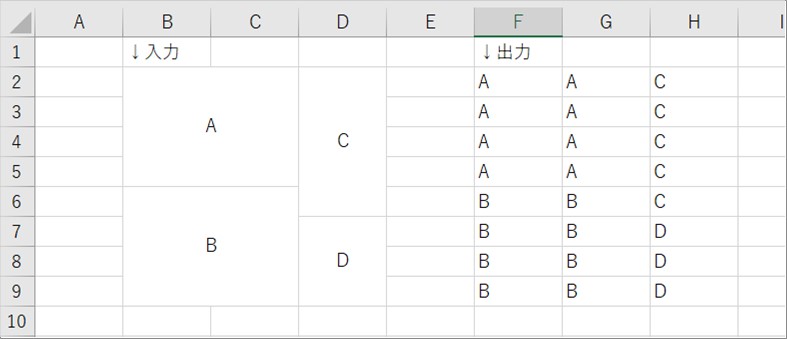 A B C D E F G H I
1 ↓入力 ↓出力
2 A A C
3 A A C
A
4 A A C
C
5 A A C
6 B B C
7 B B D
B
8 B B D
D
9 B B D
10